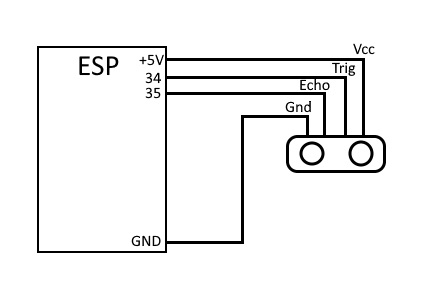 Vcc
ESP
+5V
Trig
34
Echo
35
Gnd
GND